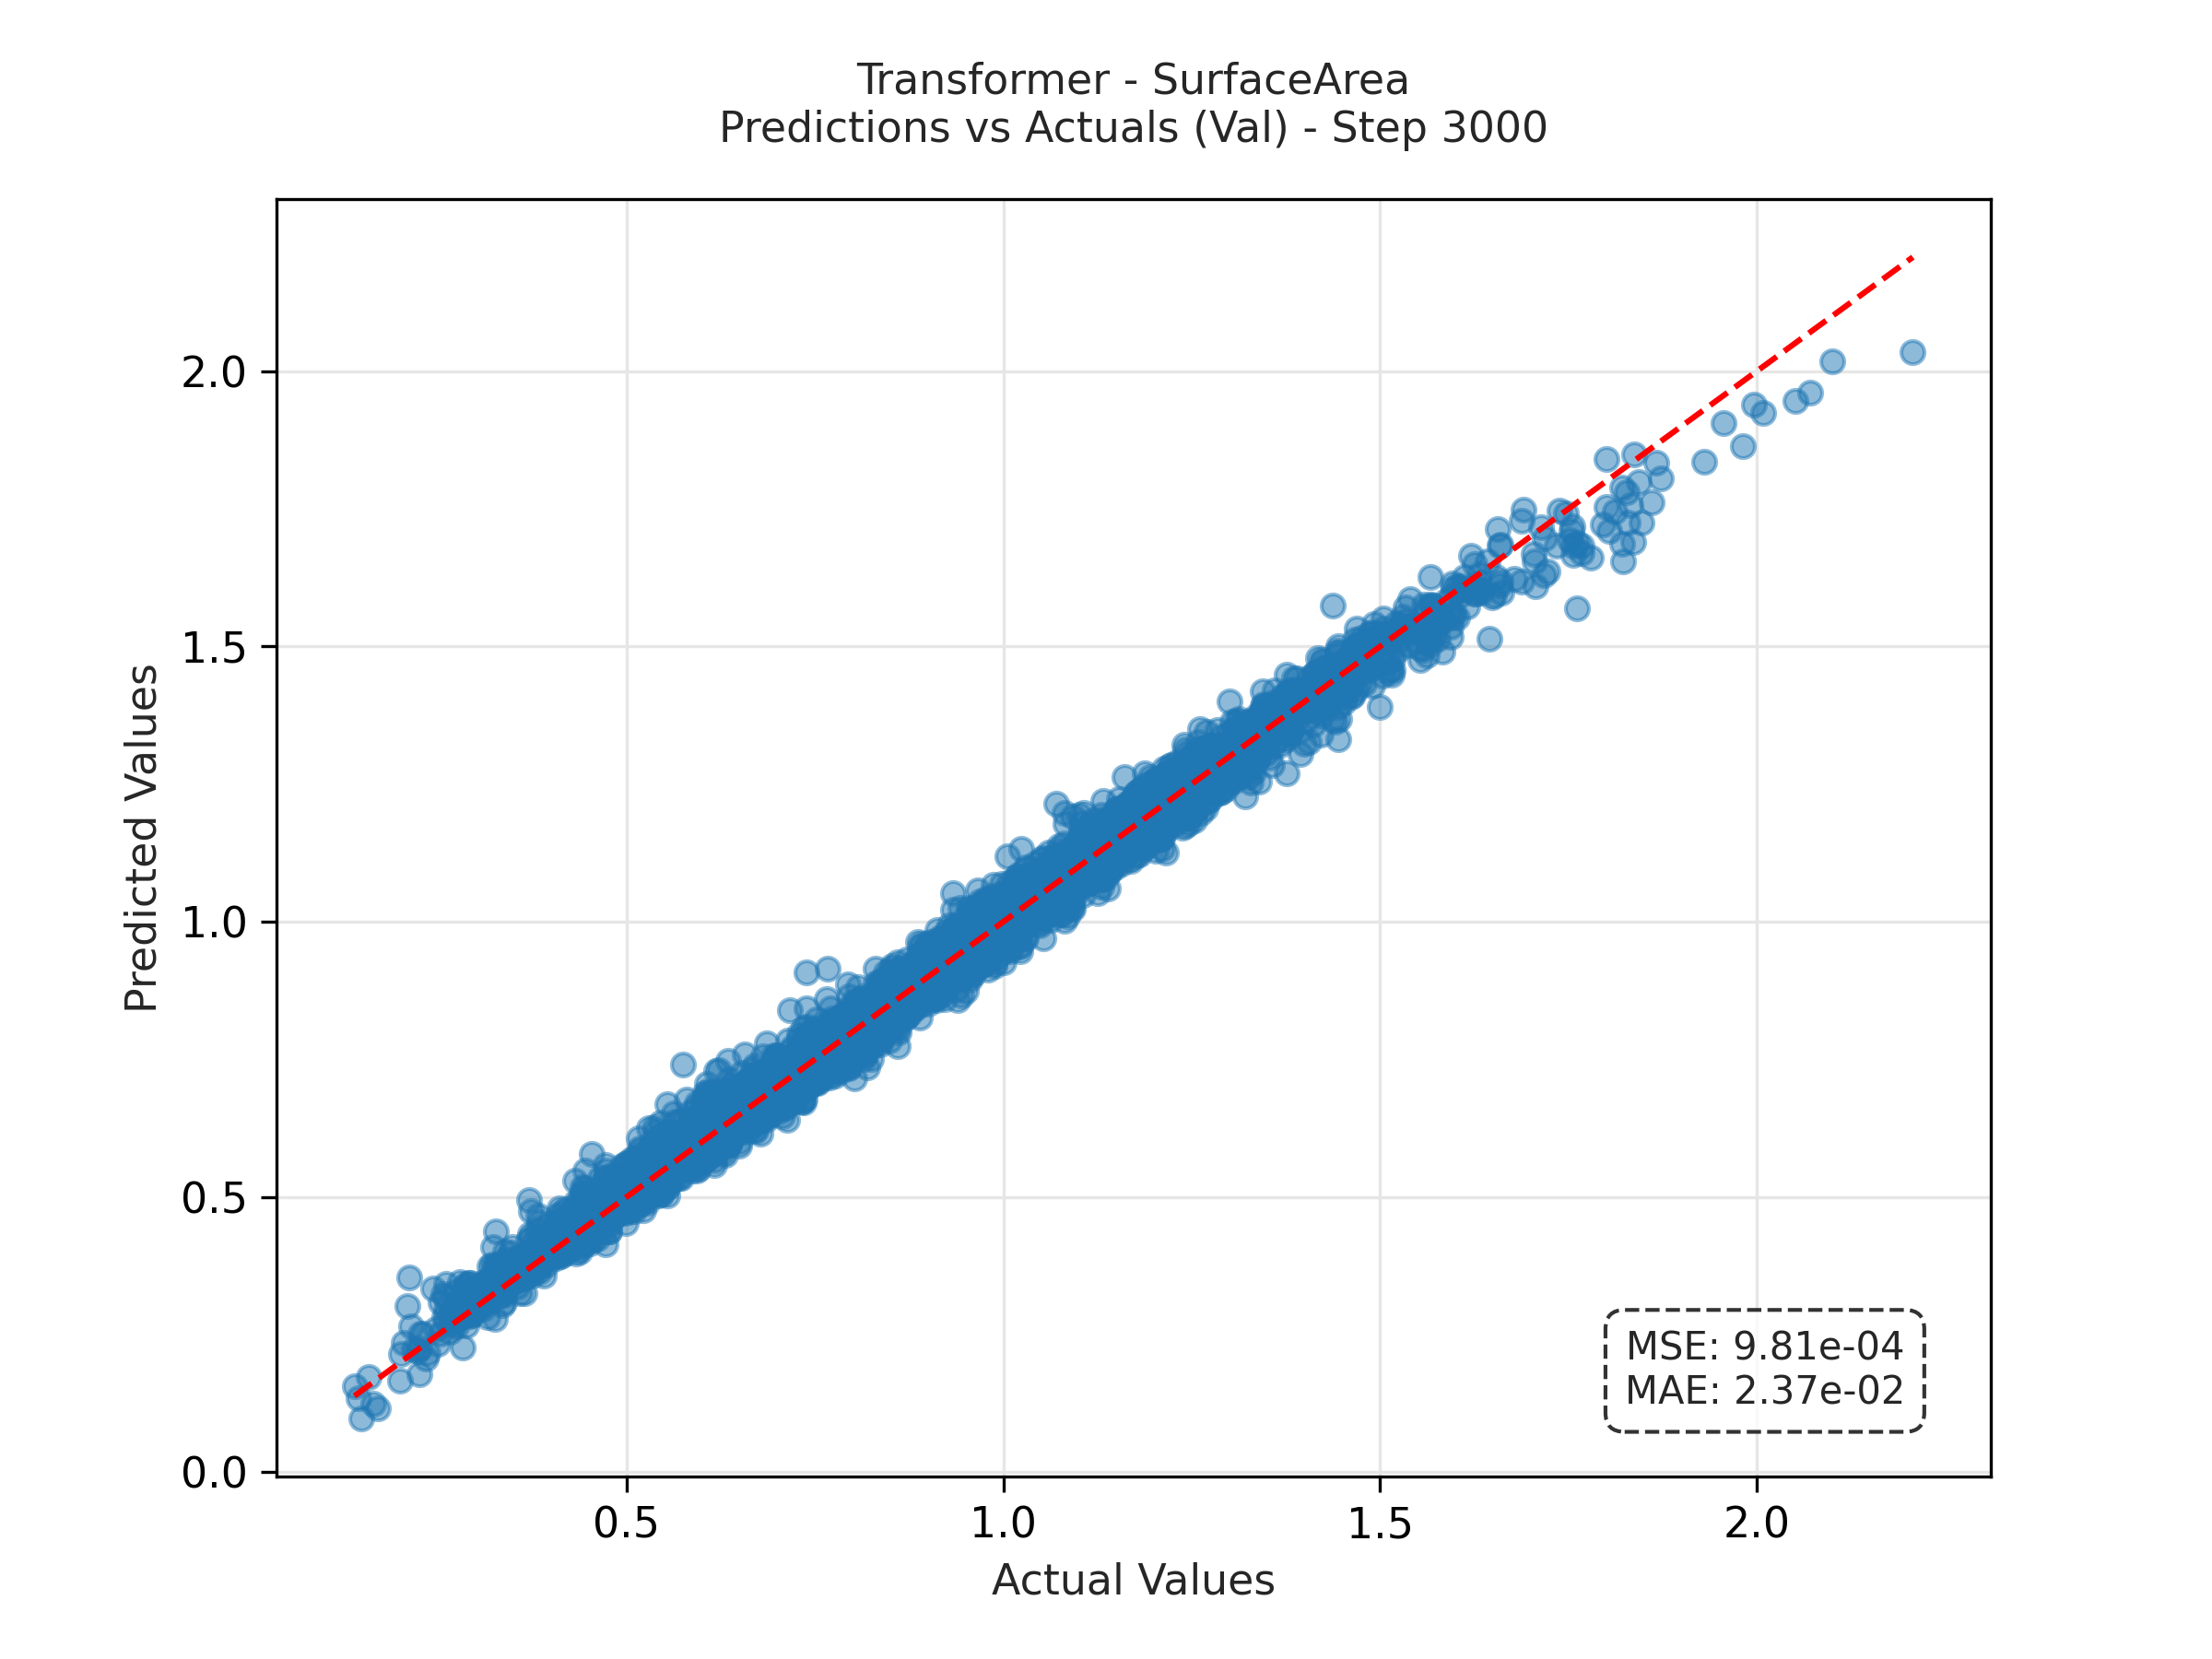 Transformer - SurfaceArea
Predictions vs Actuals (Val) - Step 3000
Predicted Values
2.0
1.5
1.0
0.5
0.0
MSE: 9.81e-04
MAE: 2.37e-02
0.5 1.0 1.5 2.0
Actual Values